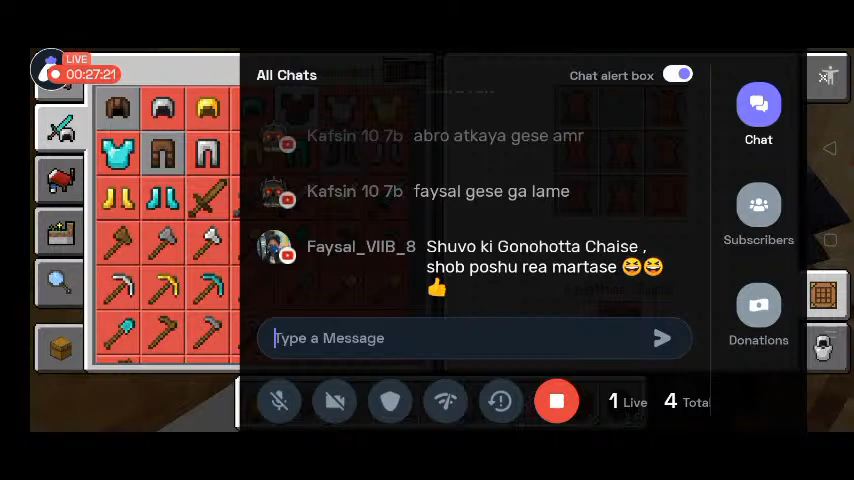 LIVE
00:27:21
All Chats
Chat alert box
Kafsin 10 7b abro atkaya gese amr
Chat
Kafsin 10 7b faysal gese ga lame
Faysal_VIIB_8 Shuvo ki Gonohotta Chaise ,
shob poshu rea martase 😆😆
👍
Subscribers
Type a Message
Donations
1 Live 4 Total